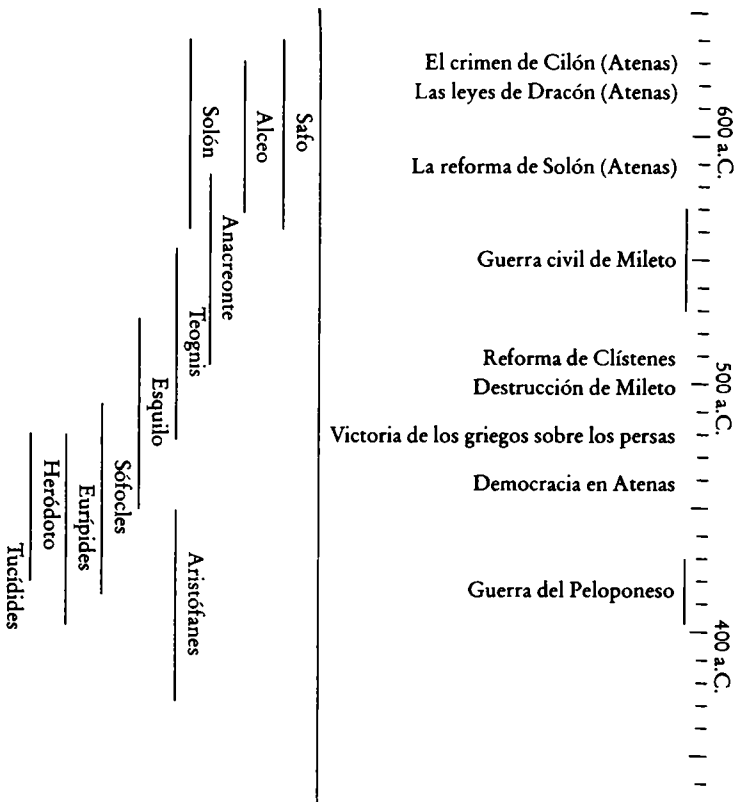 El crimen de Cilón (Atenas)
Las leyes de Dracón (Atenas)
600 a.C.
La reforma de Solón (Atenas)
Guerra civil de Mileto
Reforma de Clístenes
500 a.C.
Destrucción de Mileto
Victoria de los griegos sobre los persas
Democracia en Atenas
Guerra del Peloponeso
400 a.C.
Safo
Alceo
Solón
Anacreonte
Teognis
Esquilo
Sófocles
Eurípides
Heródoto
Tucídides
Aristófanes